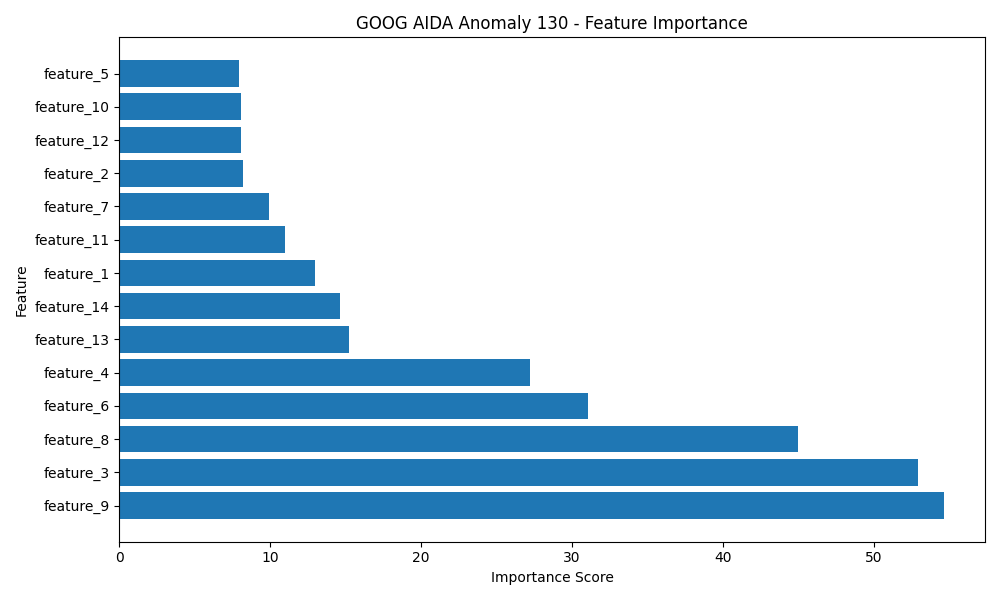 GOOG AIDA Anomaly 130 - Feature Importance
feature_5
feature_10
feature_12
feature_2
feature_7
feature_11
feature_1
feature_14
feature_13
feature_4
feature_6
feature_8
feature_3
feature_9
Feature
0 10 20 30 40 50
Importance Score